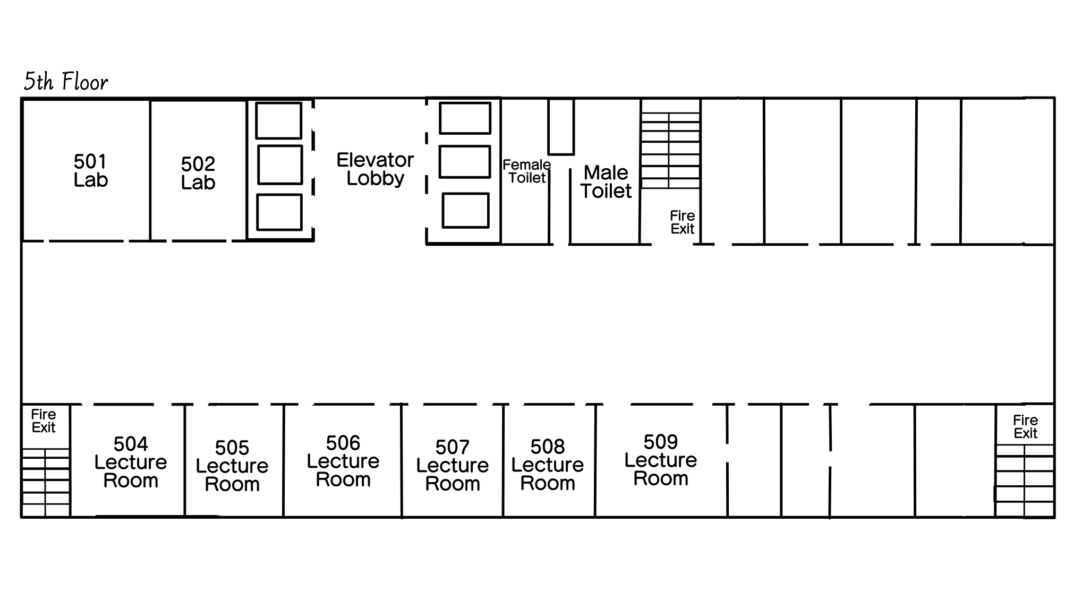 5th Floor
501
Lab
502
Lab
Elevator
Lobby
Female
Toilet
Male
Toilet
Fire
Exit
Fire
Exit
504
Lecture
Room
505
Lecture
Room
506
Lecture
Room
507
Lecture
Room
508
Lecture
Room
509
Lecture
Room
Fire
Exit